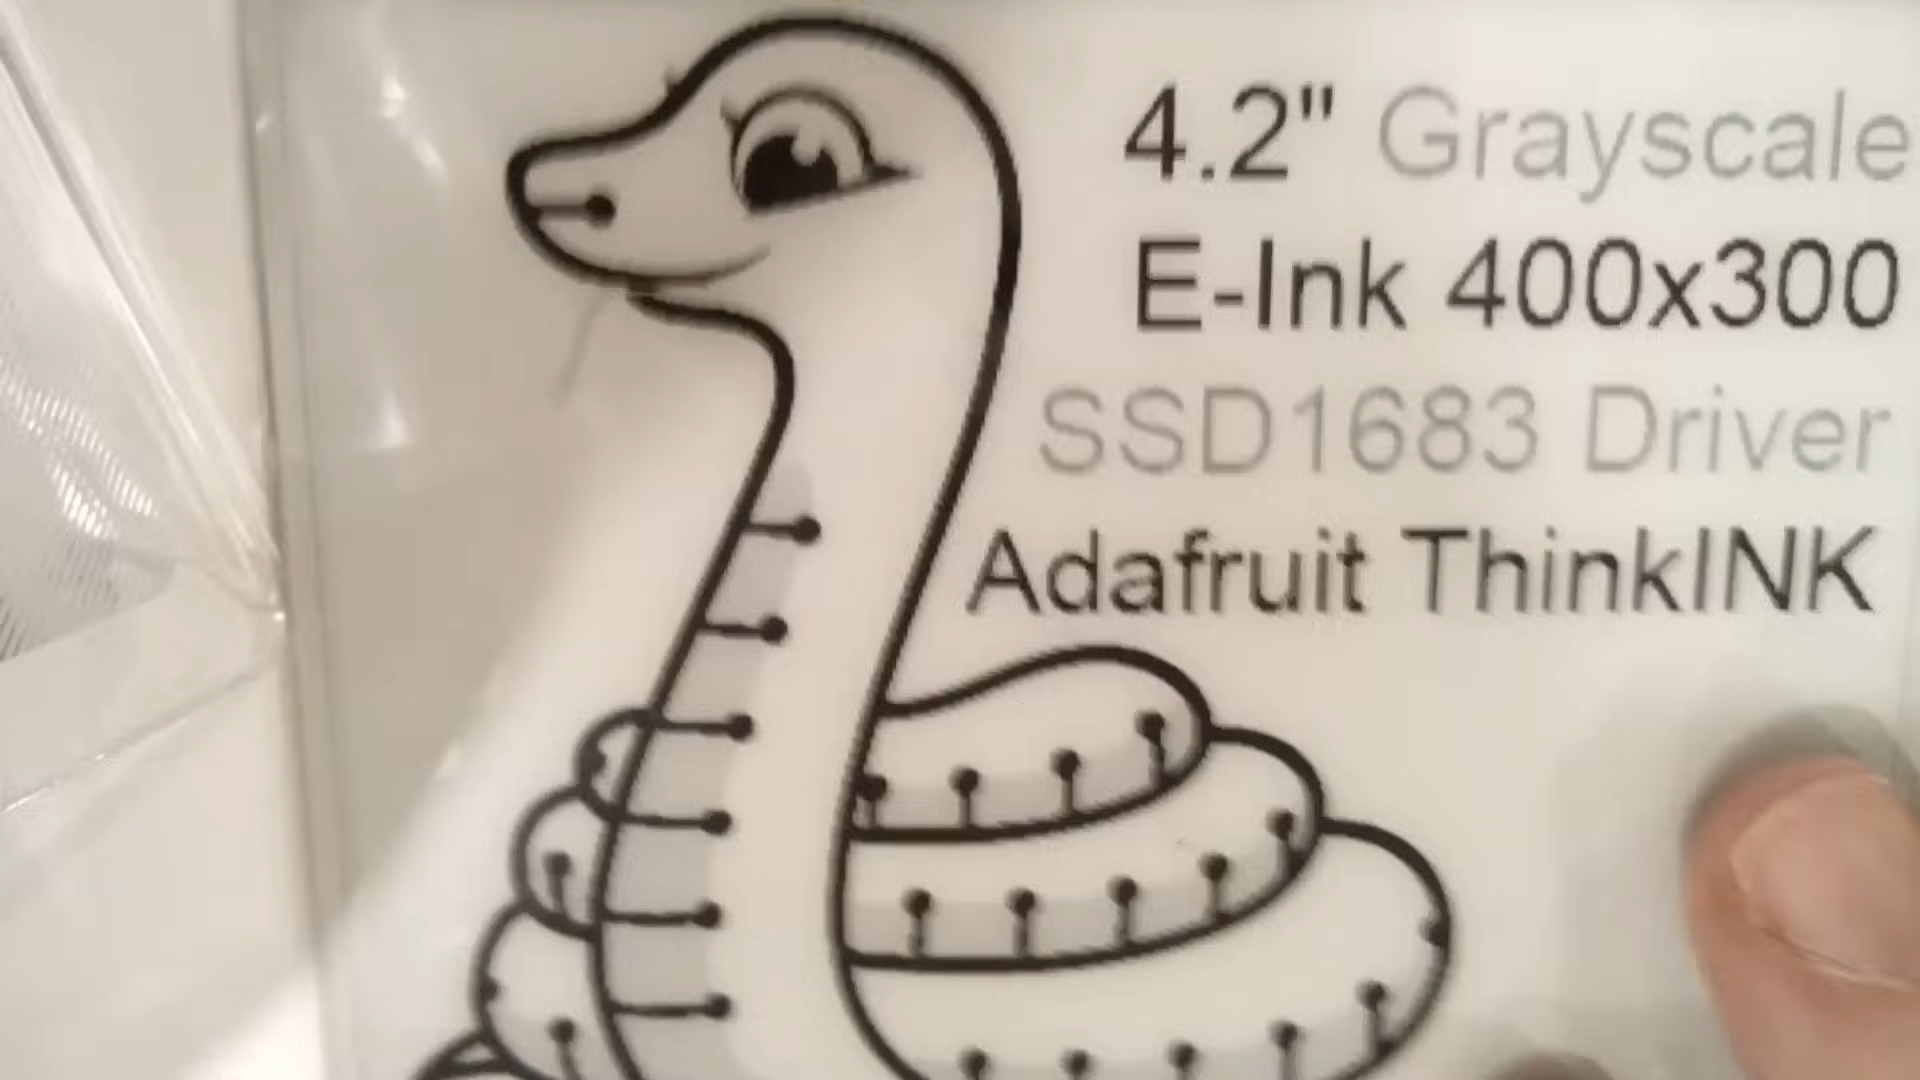 4.2" Grayscale
E-Ink 400x300
SSD1683 Driver
Adafruit ThinkINK